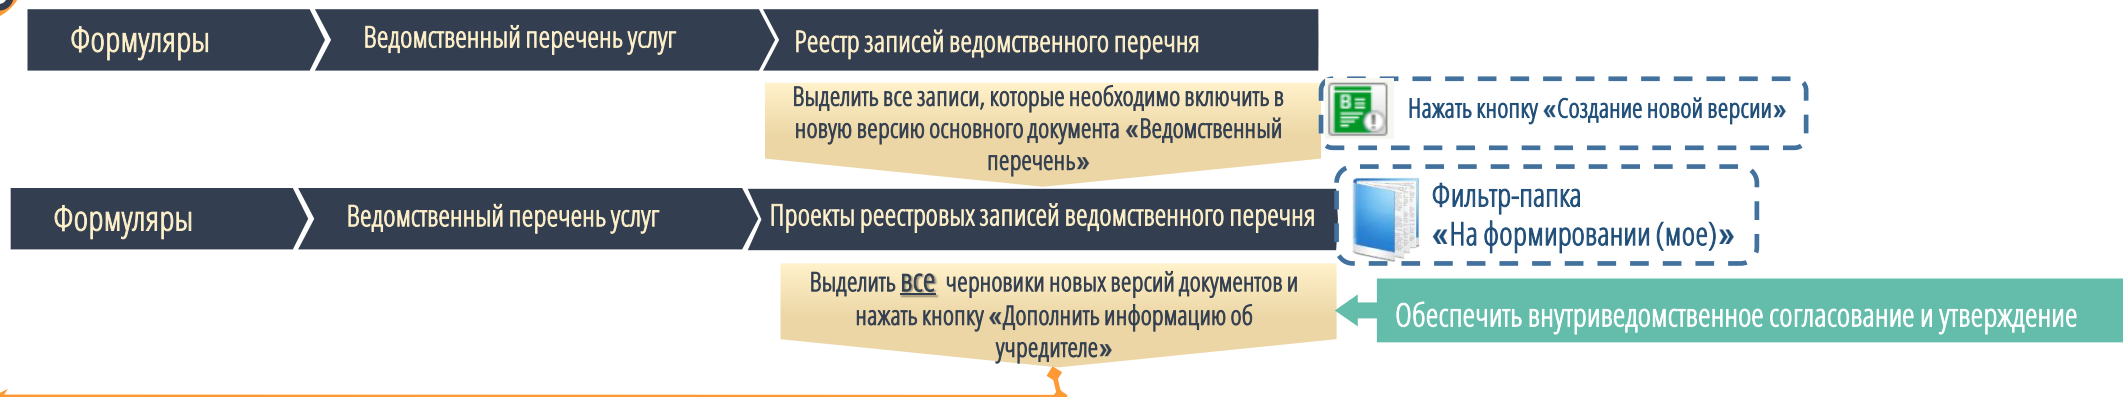 Формуляры
Ведомственный перечень услуг
Реестр записей ведомственного перечня
Выделить все записи, которые необходимо включить в
новую версию основного документа «Ведомственный
перечень»
Нажать кнопку «Создание новой версии»
Формуляры
Ведомственный перечень услуг
Проекты реестровых записей ведомственного перечня
Фильтр-папка
«На формировании (мое)»
Выделить все черновики новых версий документов и
нажать кнопку «Дополнить информацию об
учредителе»
Обеспечить внутриведомственное согласование и утверждение